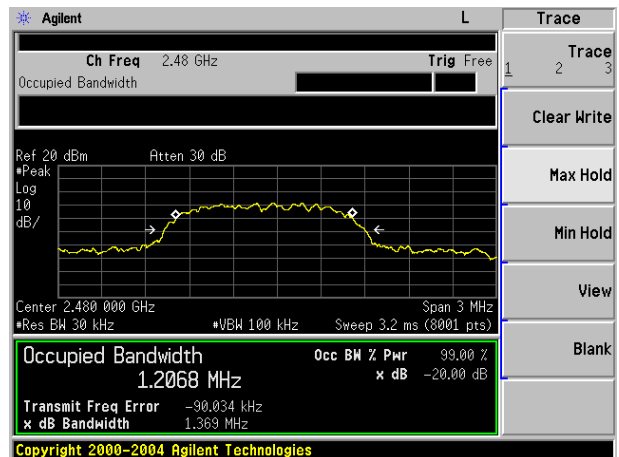 Agilent L Trace
Ch Freq 2.48 GHz Trig Free
Occupied Bandwidth
Trace
1 2 3
Clear Write
Max Hold
Min Hold
View
Blank
Ref 20 dBm Atten 30 dB
#Peak
Log
10
dB/
Center 2.480 000 GHz Span 3 MHz
#Res BW 30 kHz #VBW 100 kHz Sweep 3.2 ms (8001 pts)
Occupied Bandwidth Occ BW % Pwr 99.00 %
1.2068 MHz x dB -20.00 dB
Transmit Freq Error -90.034 kHz
x dB Bandwidth 1.369 MHz
Copyright 2000-2004 Agilent Technologies